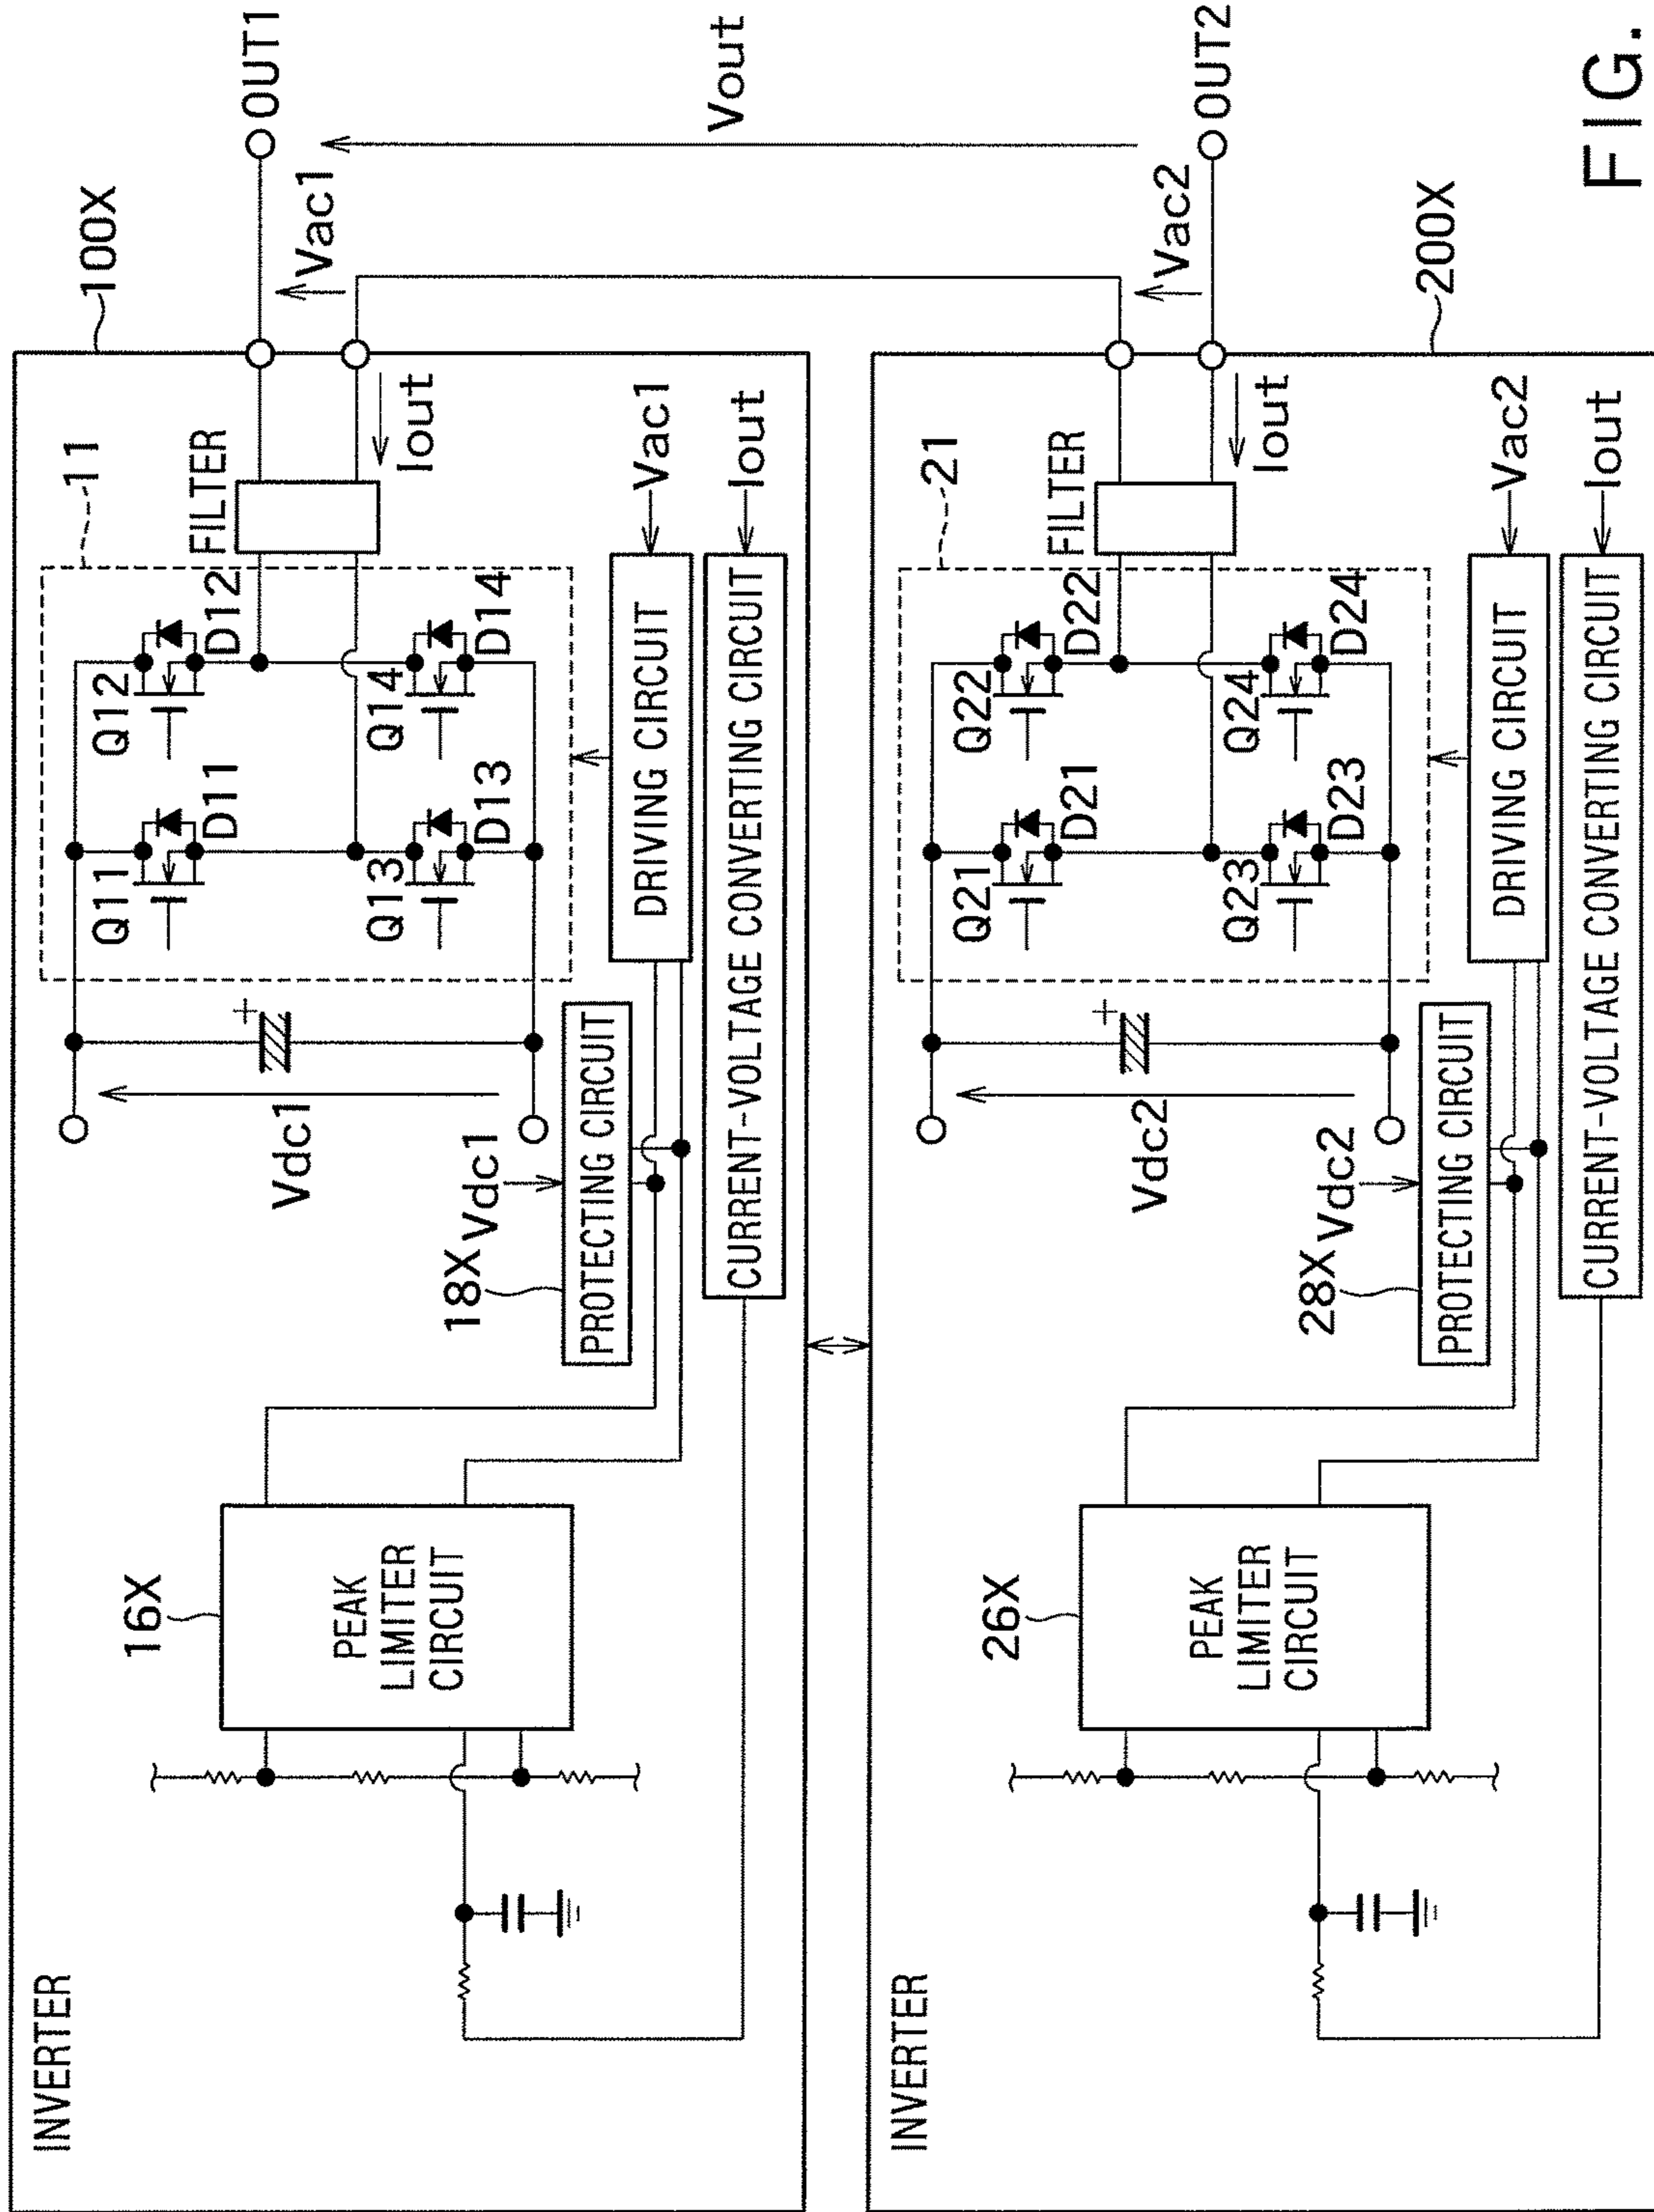 INVERTER
100X
16X
PEAK
LIMITER
CIRCUIT
Vdc1
18X
Vdc1
PROTECTING CIRCUIT
Q11
D11
Q12
D12
Q13
D13
Q14
D14
11
FILTER
Iout
Vac1
OUT1
DRIVING CIRCUIT
Vac1
CURRENT-VOLTAGE CONVERTING CIRCUIT
Iout
Vout
INVERTER
200X
26X
PEAK
LIMITER
CIRCUIT
Vdc2
28X
Vdc2
PROTECTING CIRCUIT
Q21
D21
Q22
D22
Q23
D23
Q24
D24
21
FILTER
Iout
Vac2
OUT2
DRIVING CIRCUIT
Vac2
CURRENT-VOLTAGE CONVERTING CIRCUIT
Iout
FIG.